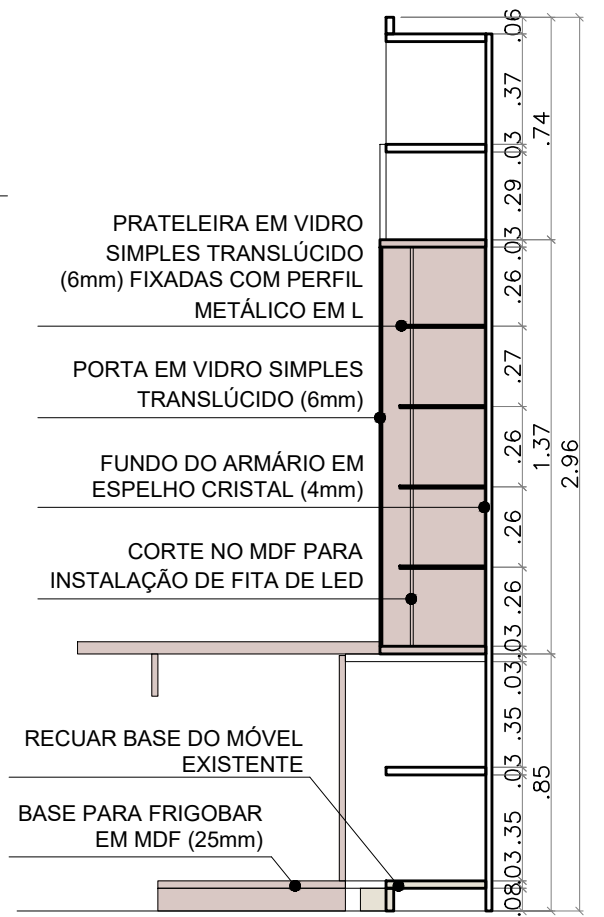 PRATELEIRA EM VIDRO
SIMPLES TRANSLÚCIDO
(6mm) FIXADAS COM PERFIL
METÁLICO EM L
PORTA EM VIDRO SIMPLES
TRANSLÚCIDO (6mm)
FUNDO DO ARMÁRIO EM
ESPELHO CRISTAL (4mm)
CORTE NO MDF PARA
INSTALAÇÃO DE FITA DE LED
RECUAR BASE DO MÓVEL
EXISTENTE
BASE PARA FRIGOBAR
EM MDF (25mm)
.06
.37
.03
.29
.03
.26
.27
.26
.26
.26
.03
.03
.35
.03
.35
.03
.08
.74
1.37
.85
2.96